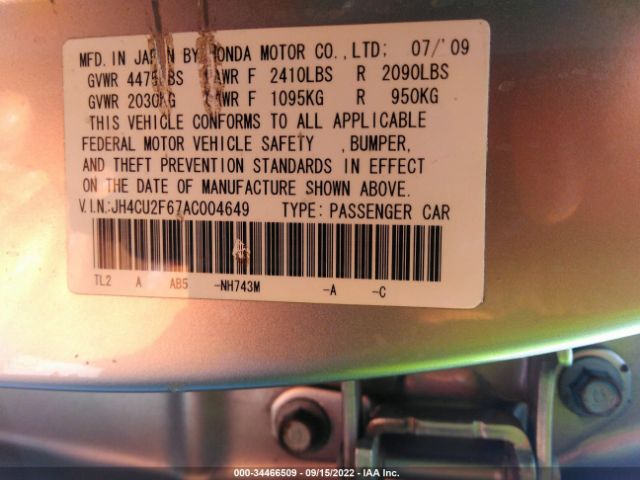 MFD. IN JAPAN BY HONDA MOTOR CO.,LTD: 07/'09
GVWR 4475LBS GAWR F 2410LBS R 2090LBS
GVWR 2030KG GAWR F 1095KG R 950KG
THIS VEHICLE CONFORMS TO ALL APPLICABLE
FEDERAL MOTOR VEHICLE SAFETY ,BUMPER,
AND THEFT PREVENTION STANDARDS IN EFFECT
ON THE DATE OF MANUFACTURE SHOWN ABOVE.
V.I.N.:JH4CU2F67AC004649 TYPE: PASSENGER CAR
TL2 A AB5 -NH743M -A -C
000-34466509 - 09/15/2022 - IAA Inc.